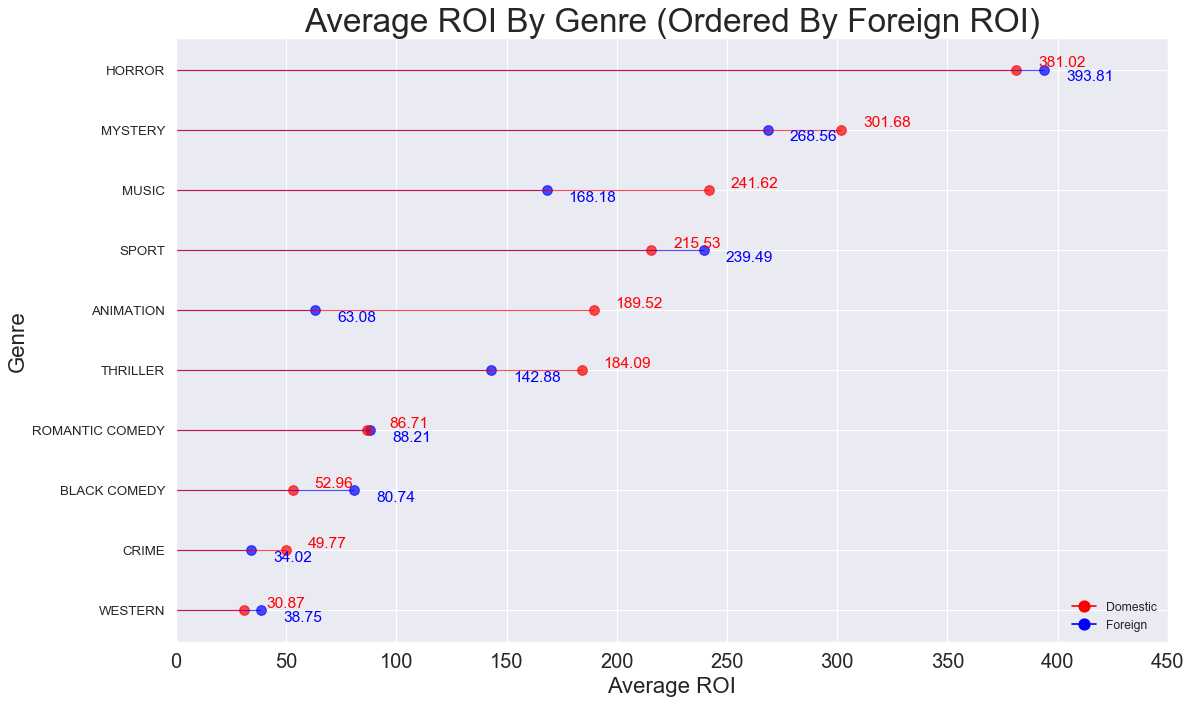 Average ROI By Genre (Ordered By Foreign ROI)
HORROR
381.02
393.81
MYSTERY
301.68
268.56
MUSIC
241.62
168.18
SPORT
215.53
239.49
ANIMATION
189.52
63.08
THRILLER
184.09
142.88
ROMANTIC COMEDY
86.71
88.21
BLACK COMEDY
52.96
80.74
CRIME
49.77
34.02
WESTERN
30.87
38.75
Genre
Domestic
Foreign
0 50 100 150 200 250 300 350 400 450
Average ROI